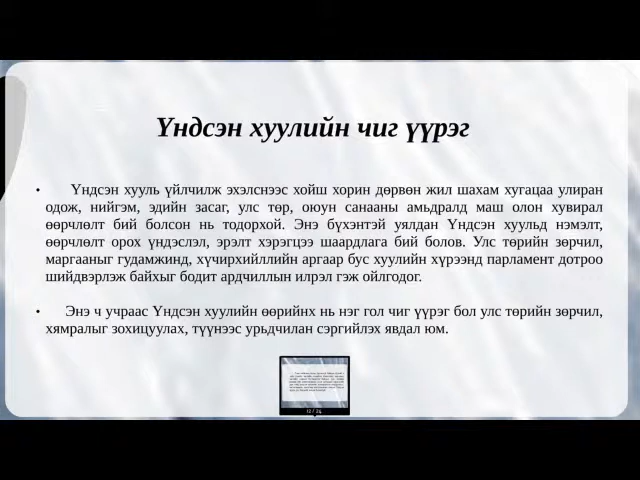 Үндсэн хуулийн чиг үүрэг
• Үндсэн хууль үйлчилж эхэлснээс хойш хорин дөрвөн жил шахам хугацаа улиран
одож, нийгэм, эдийн засаг, улс төр, оюун санааны амьдралд маш олон хувирал
өөрчлөлт бий болсон нь тодорхой. Энэ бүхэнтэй уялдан Үндсэн хуульд нэмэлт,
өөрчлөлт орох үндэслэл, эрэлт хэрэгцээ шаардлага бий болов. Улс төрийн зөрчил,
маргааныг гудамжинд, хүчирхийллийн аргаар бус хуулийн хүрээнд парламент дотроо
шийдвэрлэж байхыг бодит ардчиллын илрэл гэж ойлгодог.
• Энэ ч учраас Үндсэн хуулийн өөрийнх нь нэг гол чиг үүрэг бол улс төрийн зөрчил,
хямралыг зохицуулах, түүнээс урьдчилан сэргийлэх явдал юм.